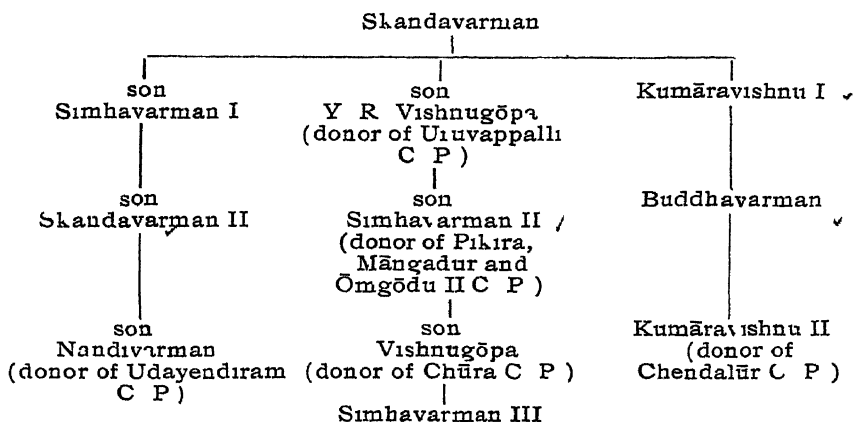 Skandavarman
son
Simhavarman I
son
Y R Vishnugōpa
(donor of Uruvappalli
C P )
Kumāravishnu I
son
Skandavarman II
son
Simhavarman II
(donor of Pikira,
Māngadur and
Ōmgōdu II C P )
Buddhavarman
son
Nandivarman
(donor of Udayendiram
C P )
son
Vishnugōpa
(donor of Chūra C P )
Simhavarman III
Kumāravishnu II
(donor of
Chendalūr C P )